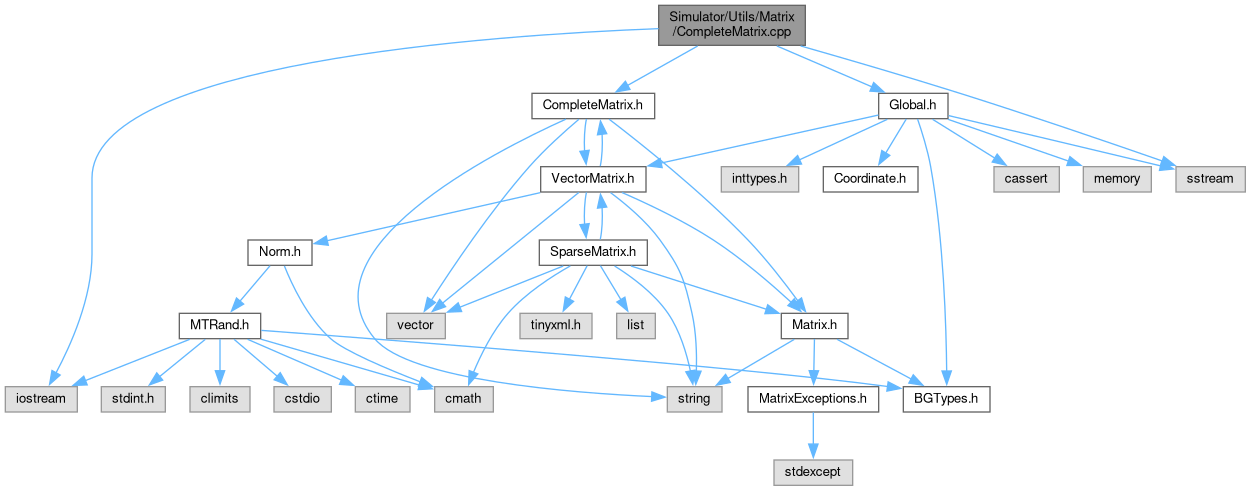 Simulator/Utils/Matrix
/CompleteMatrix.cpp
CompleteMatrix.h
Global.h
VectorMatrix.h
inttypes.h
Coordinate.h
cassert
memory
sstream
Norm.h
SparseMatrix.h
MTRand.h
vector
tinyxml.h
list
Matrix.h
iostream
stdint.h
climits
cstdio
ctime
cmath
string
MatrixExceptions.h
BGTypes.h
stdexcept